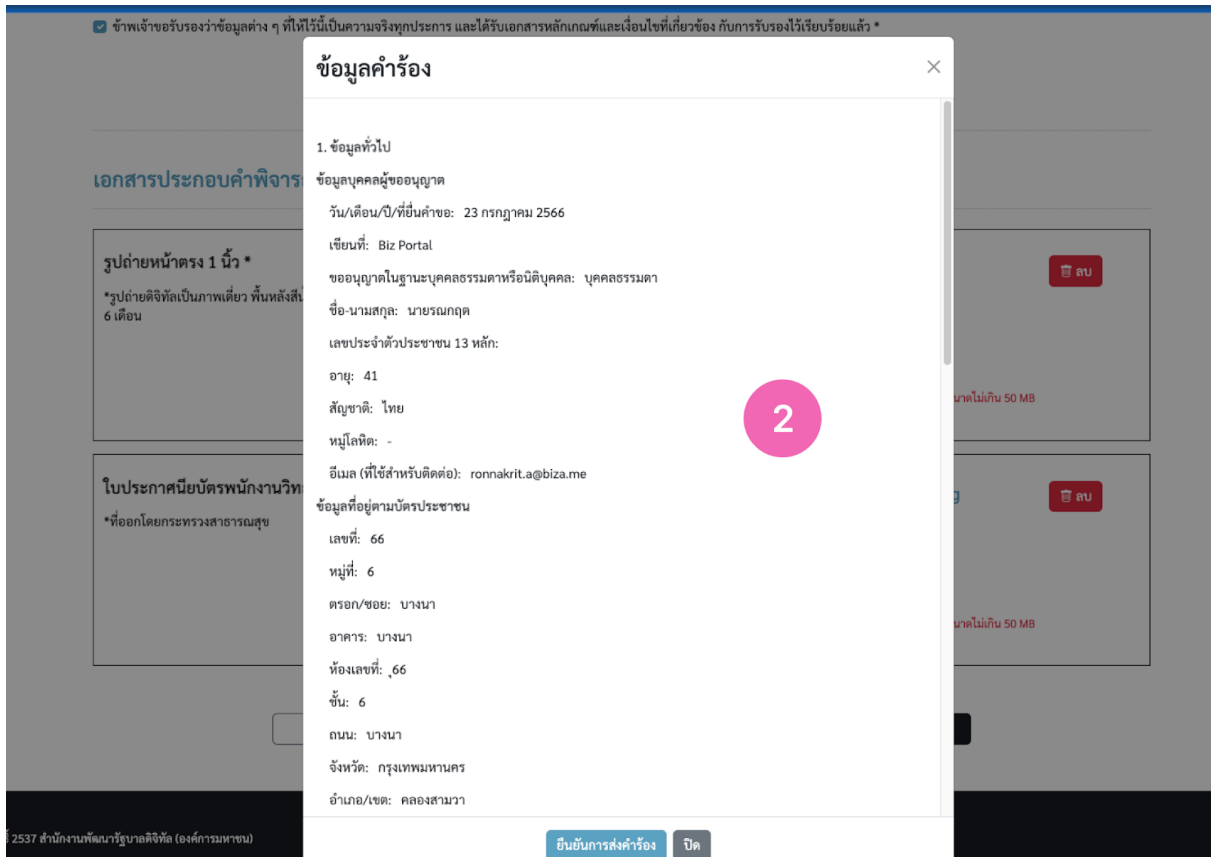 ข้าพเจ้าขอรับรองว่าข้อมูลต่าง ๆ ที่ให้ไว้นี้เป็นความจริงทุกประการ และได้รับเอกสารหลักเกณฑ์และเงื่อนไขที่เกี่ยวข้อง กับการรับรองไว้เรียบร้อยแล้ว *
ข้อมูลคำร้อง
1. ข้อมูลทั่วไป
ข้อมูลบุคคลผู้ขออนุญาต
วัน/เดือน/ปี/ที่ยื่นคำขอ: 23 กรกฎาคม 2566
เขียนที่: Biz Portal
ขออนุญาตในฐานะบุคคลธรรมดาหรือนิติบุคคล: บุคคลธรรมดา
ชื่อ-นามสกุล: นายรณกฤต
เลขประจำตัวประชาชน 13 หลัก:
อายุ: 41
สัญชาติ: ไทย
หมู่โลหิต: -
อีเมล (ที่ใช้สำหรับติดต่อ): ronnakrit.a@biza.me
ข้อมูลที่อยู่ตามบัตรประชาชน
เลขที่: 66
หมู่ที่: 6
ตรอก/ซอย: บางนา
อาคาร: บางนา
ห้องเลขที่: ุ66
ชั้น: 6
ถนน: บางนา
จังหวัด: กรุงเทพมหานคร
อำเภอ/เขต: คลองสามวา
ยืนยันการส่งคำร้อง
ปิด
2
เอกสารประกอบคำพิจาร
รูปถ่ายหน้าตรง 1 นิ้ว *
*รูปถ่ายดิจิทัลเป็นภาพเดี่ยว พื้นหลังสี
6 เดือน
ลบ
นาดไม่เกิน 50 MB
ใบประกาศนียบัตรพนักงานวิท
*ที่ออกโดยกระทรวงสาธารณสุข
g
ลบ
นาดไม่เกิน 50 MB
2537 สำนักงานพัฒนารัฐบาลดิจิทัล (องค์การมหาชน)